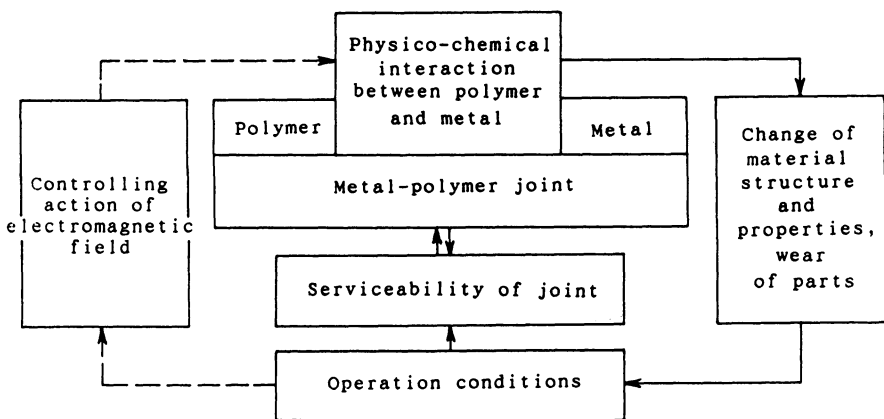 Physico-chemical
interaction
between polymer
and metal
Polymer
Metal
Metal-polymer joint
Controlling
action of
electromagnetic
field
Change of
material
structure
and
properties,
wear
of parts
Serviceability of joint
Operation conditions